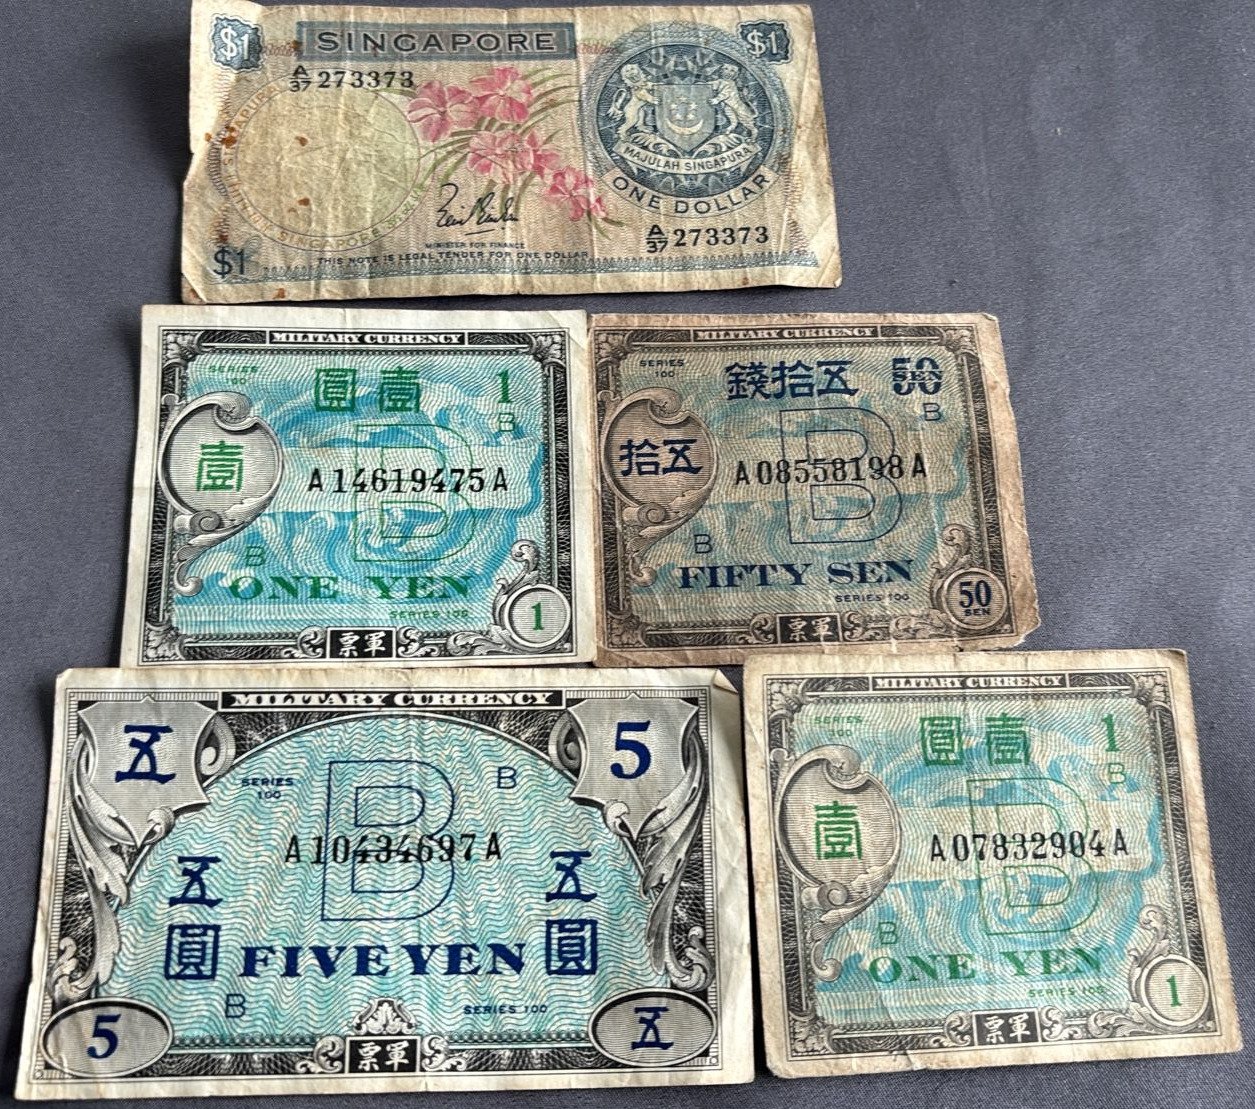 $1 SINGAPORE $1
A/37 273373
MAJULAH SINGAPURA
ONE DOLLAR
MINISTER FOR FINANCE
A/37 273373
$1
THIS NOTE IS LEGAL TENDER FOR ONE DOLLAR
MILITARY CURRENCY
SERIES
100
圓壹 1
B
壹
B
A14619475A
B
ONE YEN
SERIES 100
1
票軍
MILITARY CURRENCY
SERIES
100
錢拾五 50
SEN
B
拾五
B
A08558198A
B
FIFTY SEN
SERIES 100
50
SEN
票軍
MILITARY CURRENCY
五 5
SERIES
100
B
B
A10434697A
五 五
圓 FIVE YEN 圓
B
SERIES 100
5 五
票軍
MILITARY CURRENCY
SERIES
100
圓壹 1
B
壹
B
A07832904A
B
ONE YEN
SERIES 100
1
票軍